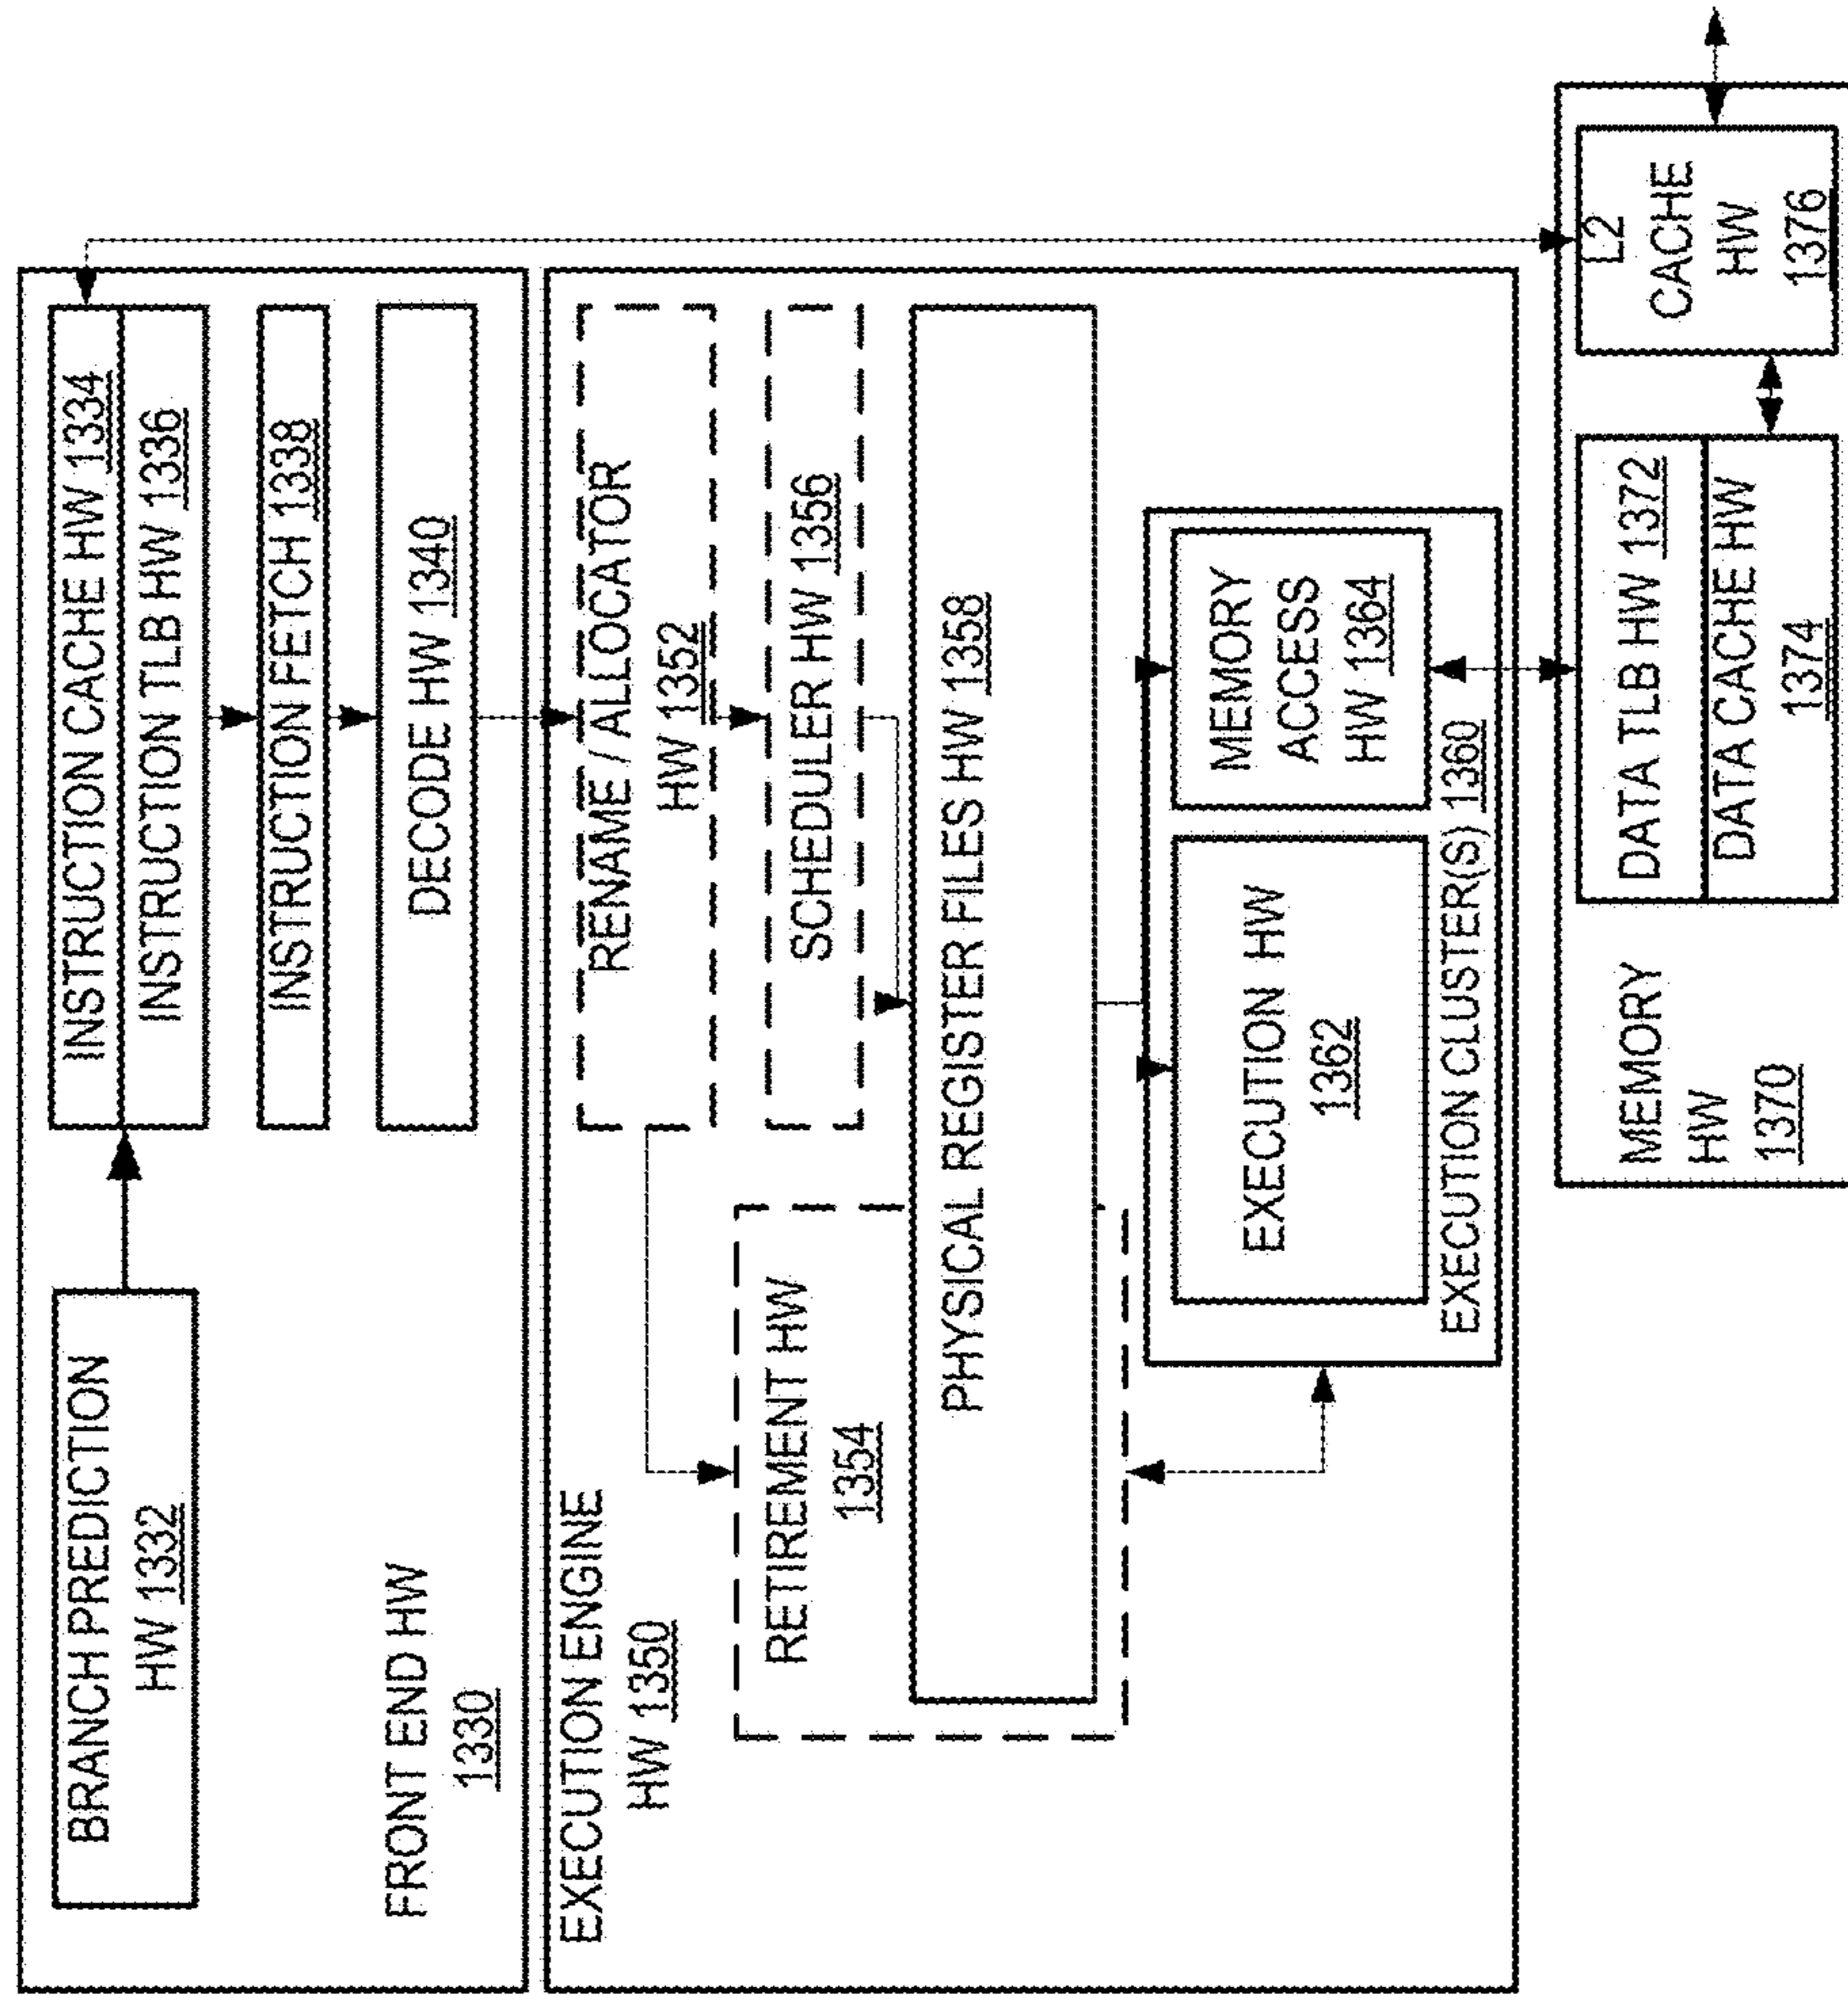 BRANCH PREDICTION
HW 1332
INSTRUCTION CACHE HW 1334
INSTRUCTION TLB HW 1336
INSTRUCTION FETCH 1338
DECODE HW 1340
FRONT END HW
1330
EXECUTION ENGINE
HW 1350
RENAME / ALLOCATOR
HW 1352
RETIREMENT HW
1354
SCHEDULER HW 1356
PHYSICAL REGISTER FILES HW 1358
EXECUTION HW
1362
MEMORY
ACCESS
HW 1364
EXECUTION CLUSTER(S) 1360
MEMORY
HW
1370
DATA TLB HW 1372
DATA CACHE HW
1374
L2
CACHE
HW
1376